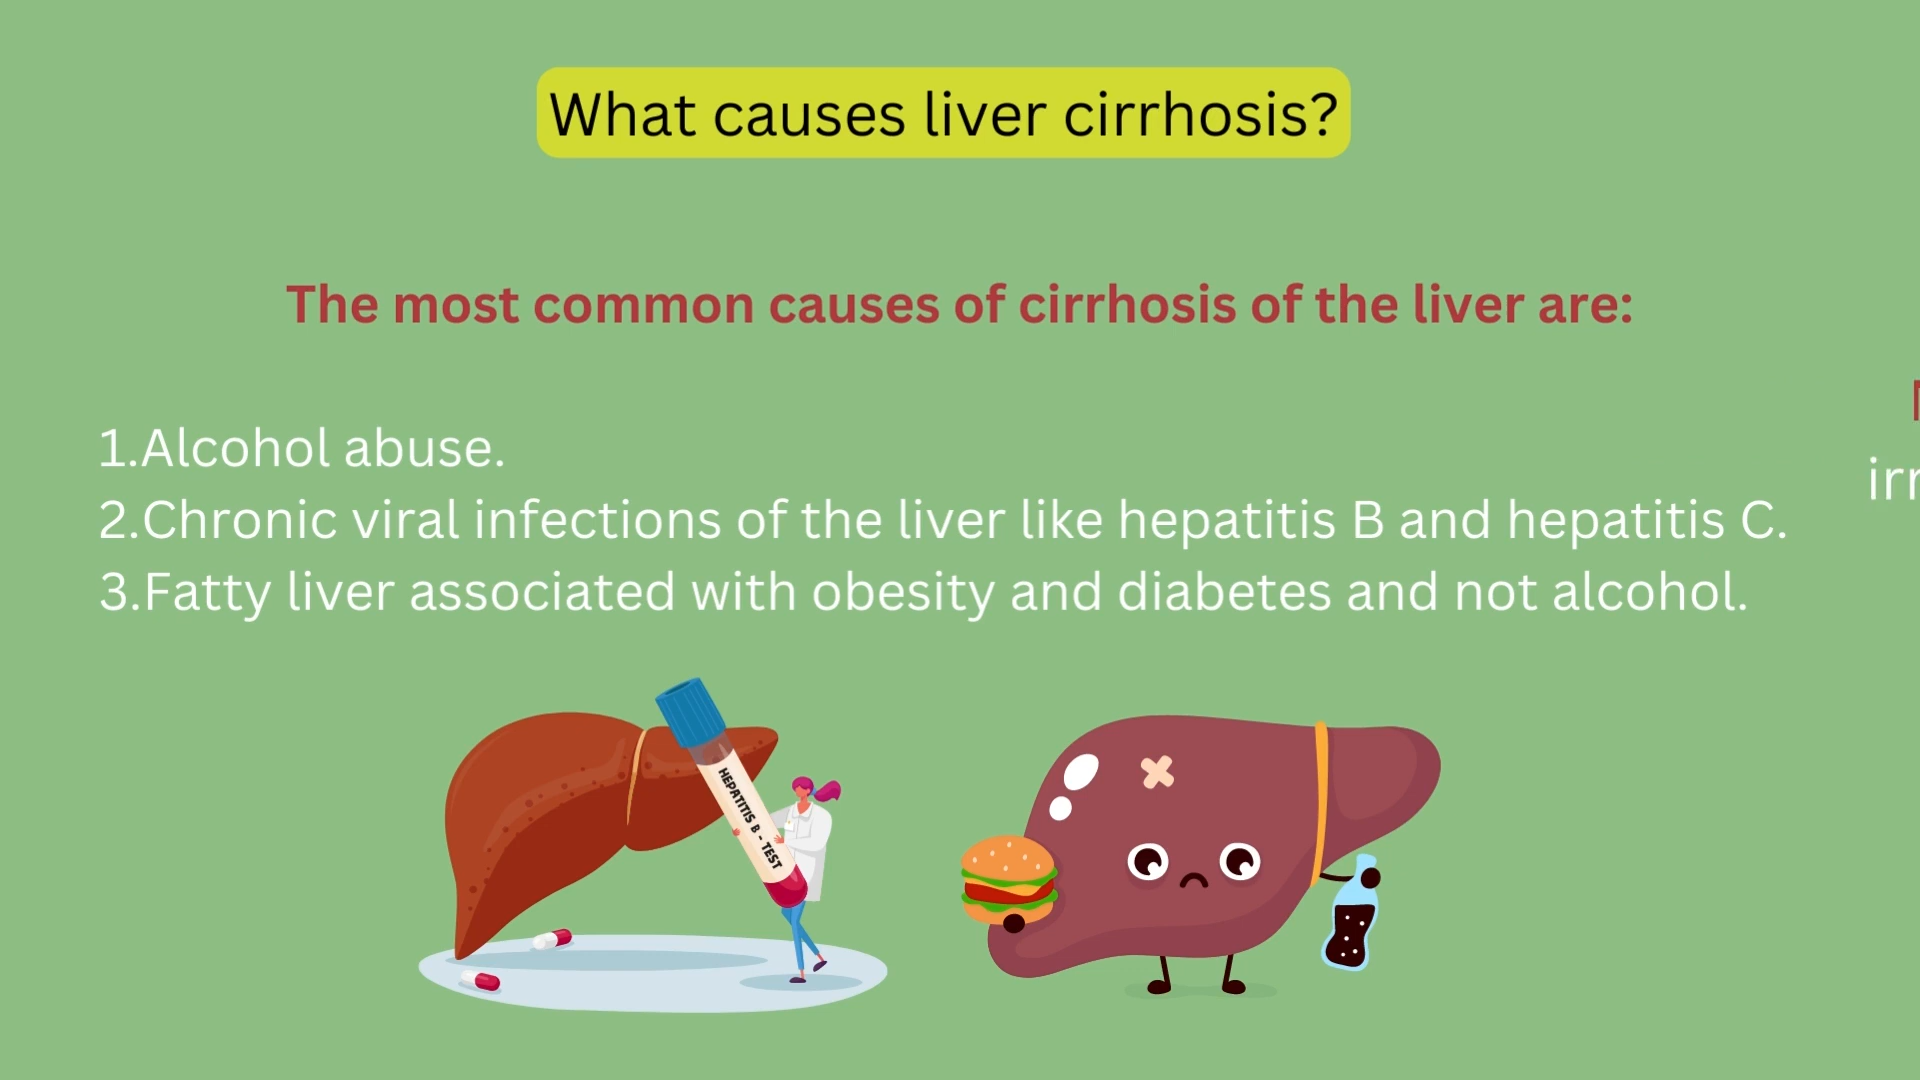 What causes liver cirrhosis?
The most common causes of cirrhosis of the liver are:
1.Alcohol abuse.
2.Chronic viral infections of the liver like hepatitis B and hepatitis C.
3.Fatty liver associated with obesity and diabetes and not alcohol.
HEPATITIS B - TEST